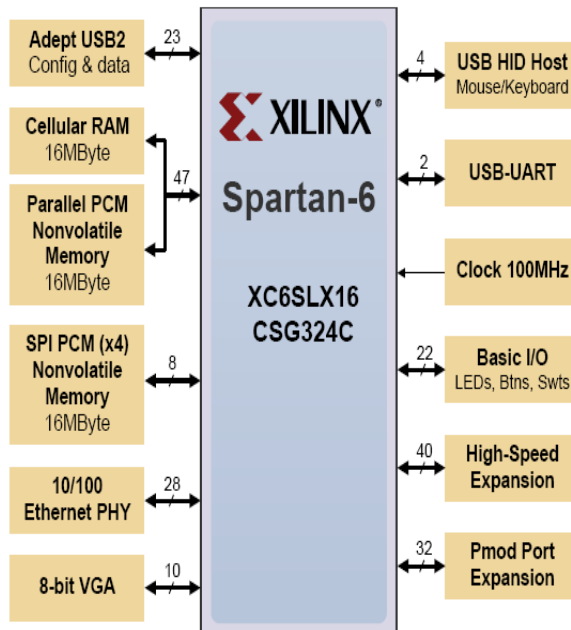 Adept USB2
Config & data
23
Cellular RAM
16MByte
47
Parallel PCM
Nonvolatile
Memory
16MByte
SPI PCM (x4)
Nonvolatile
Memory
16MByte
8
10/100
Ethernet PHY
28
8-bit VGA
10
XILINX®
Spartan-6
XC6SLX16
CSG324C
4
USB HID Host
Mouse/Keyboard
2
USB-UART
Clock 100MHz
22
Basic I/O
LEDs, Btns, Swts
40
High-Speed
Expansion
32
Pmod Port
Expansion